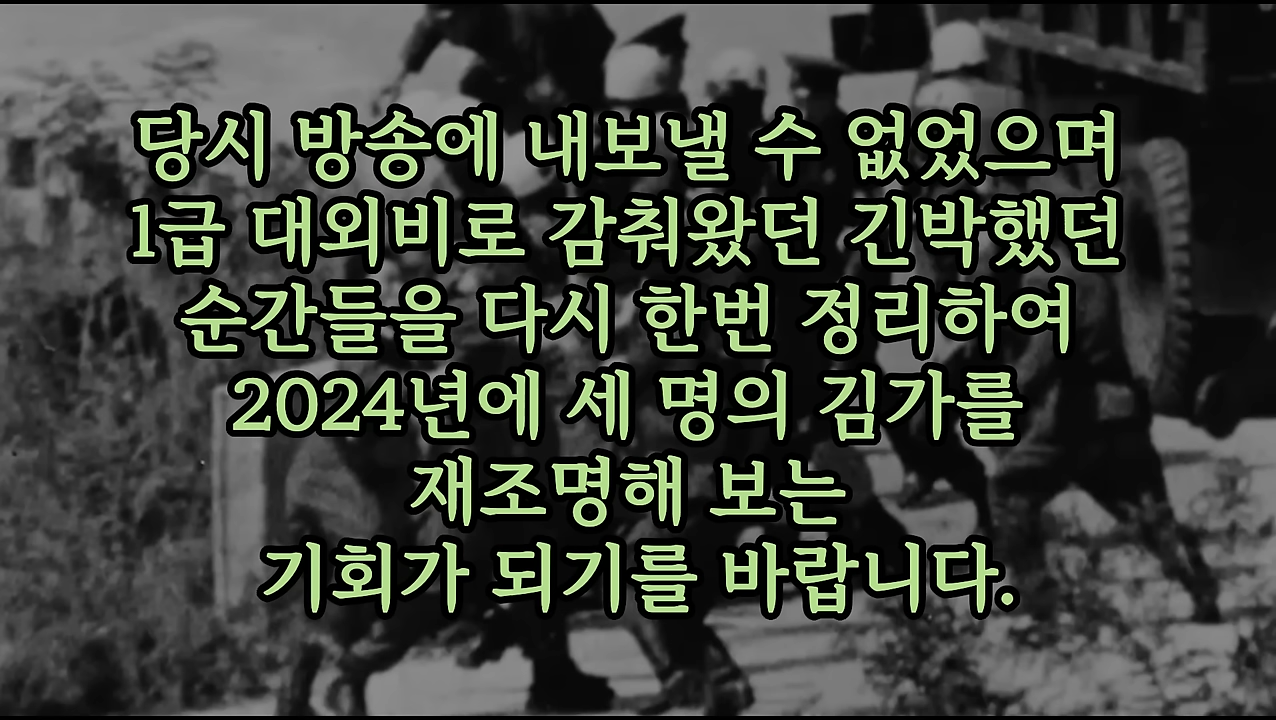 당시 방송에 내보낼 수 없었으며
1급 대외비로 감춰왔던 긴박했던
순간들을 다시 한번 정리하여
2024년에 세 명의 김가를
재조명해 보는
기회가 되기를 바랍니다.